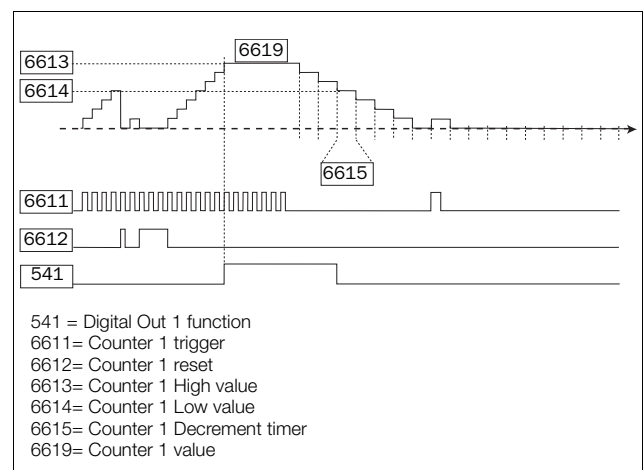 6619
6613
6614
6615
6611
6612
541
541 = Digital Out 1 function
6611= Counter 1 trigger
6612= Counter 1 reset
6613= Counter 1 High value
6614= Counter 1 Low value
6615= Counter 1 Decrement timer
6619= Counter 1 value